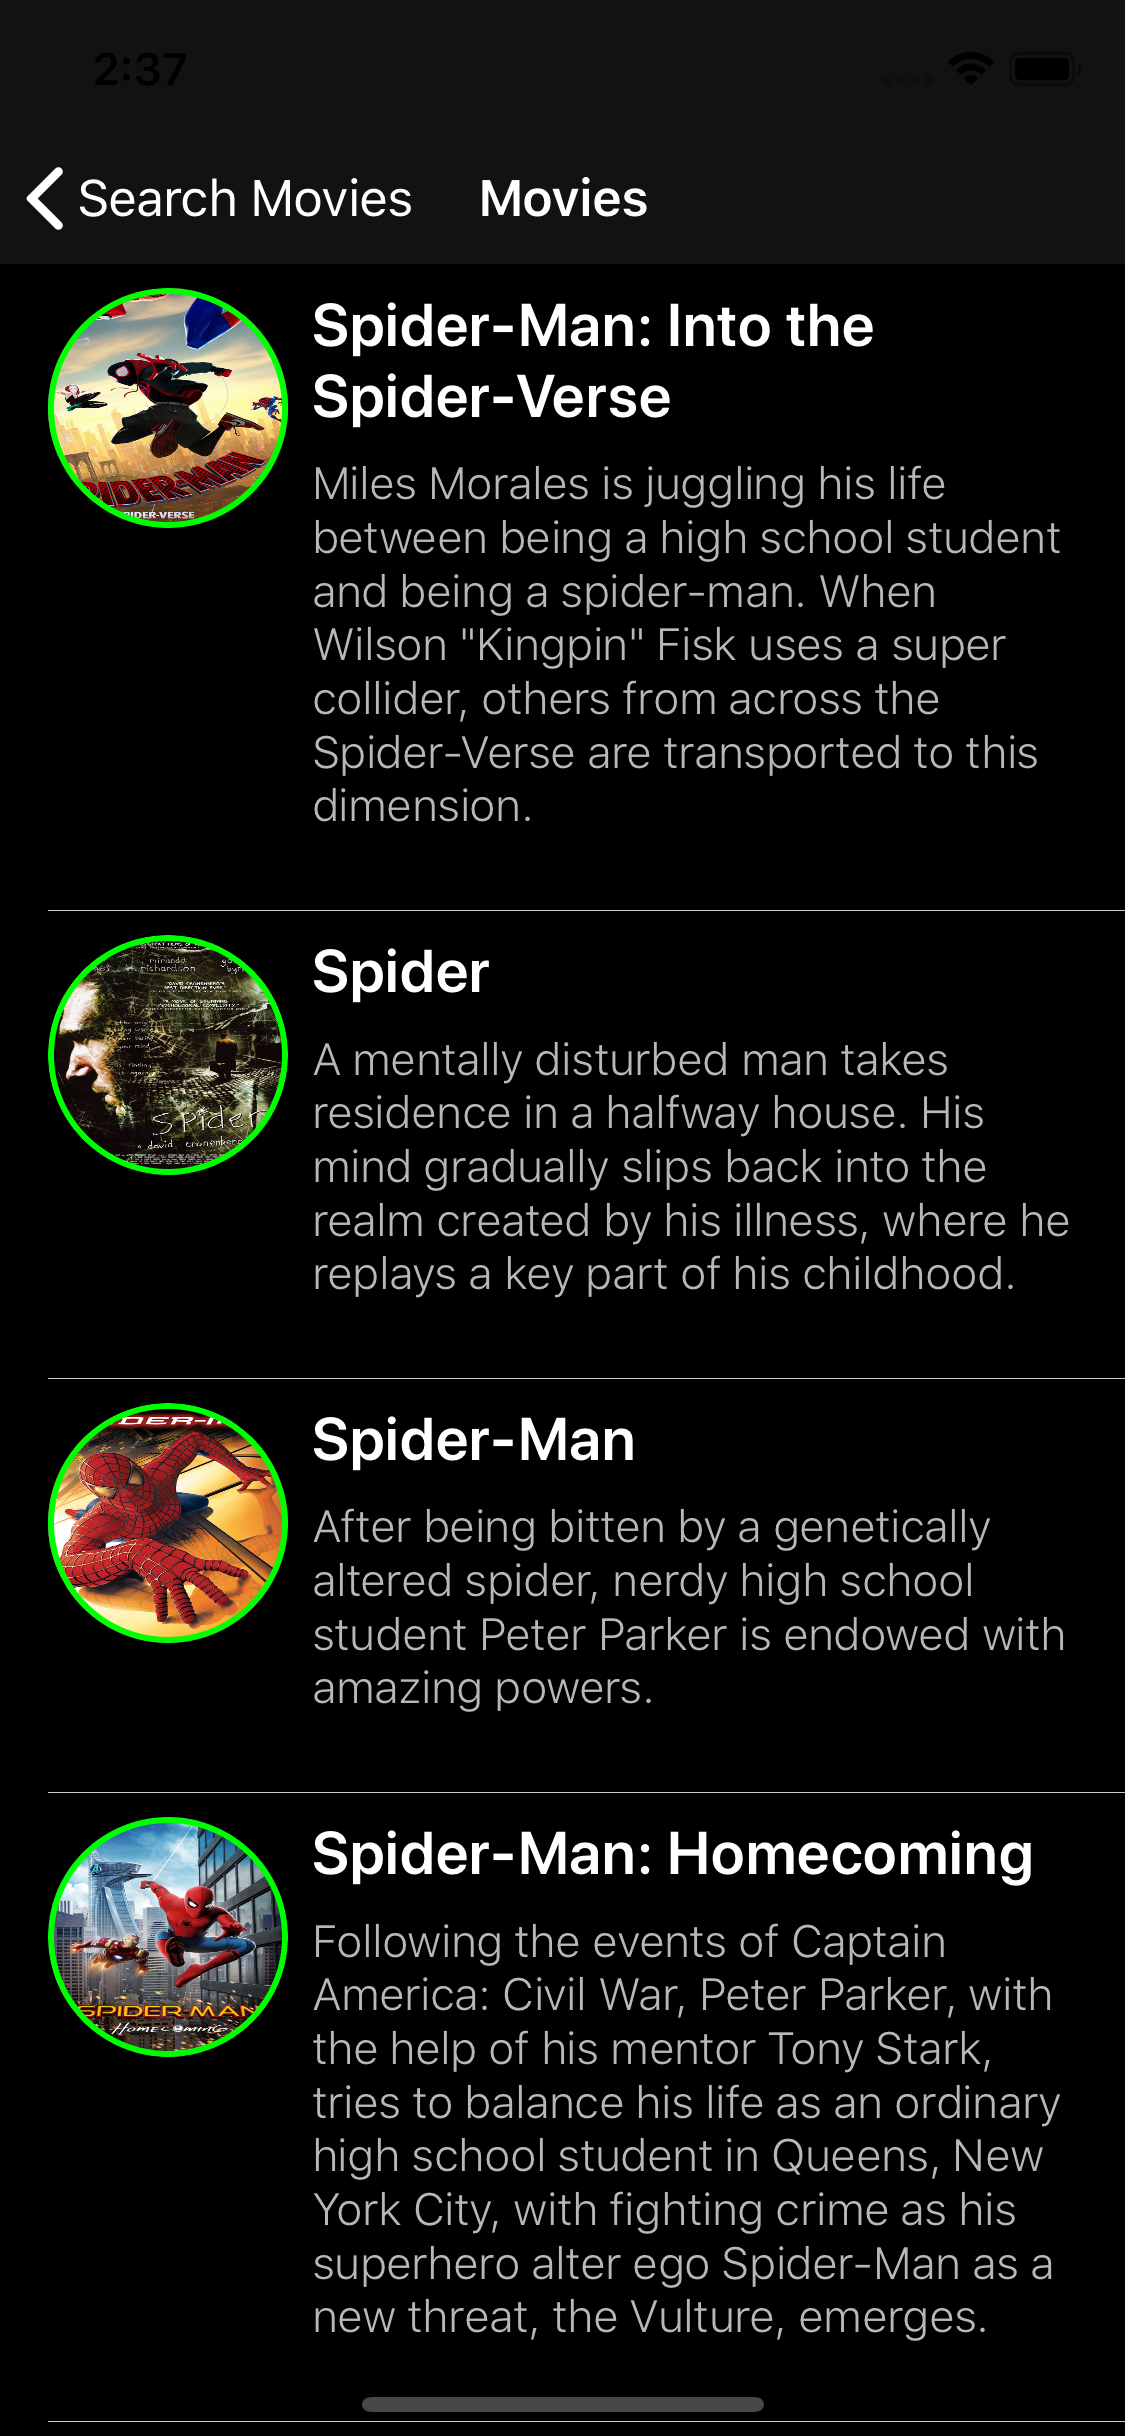 2:37
Search Movies
Movies
Spider-Man: Into the
Spider-Verse
Miles Morales is juggling his life
between being a high school student
and being a spider-man. When
Wilson "Kingpin" Fisk uses a super
collider, others from across the
Spider-Verse are transported to this
dimension.
Spider
A mentally disturbed man takes
residence in a halfway house. His
mind gradually slips back into the
realm created by his illness, where he
replays a key part of his childhood.
miranda
richardson
spider
Spider-Man
After being bitten by a genetically
altered spider, nerdy high school
student Peter Parker is endowed with
amazing powers.
Spider-Man: Homecoming
Following the events of Captain
America: Civil War, Peter Parker, with
the help of his mentor Tony Stark,
tries to balance his life as an ordinary
high school student in Queens, New
York City, with fighting crime as his
superhero alter ego Spider-Man as a
new threat, the Vulture, emerges.
SPIDER-MAN
HOMECOMING